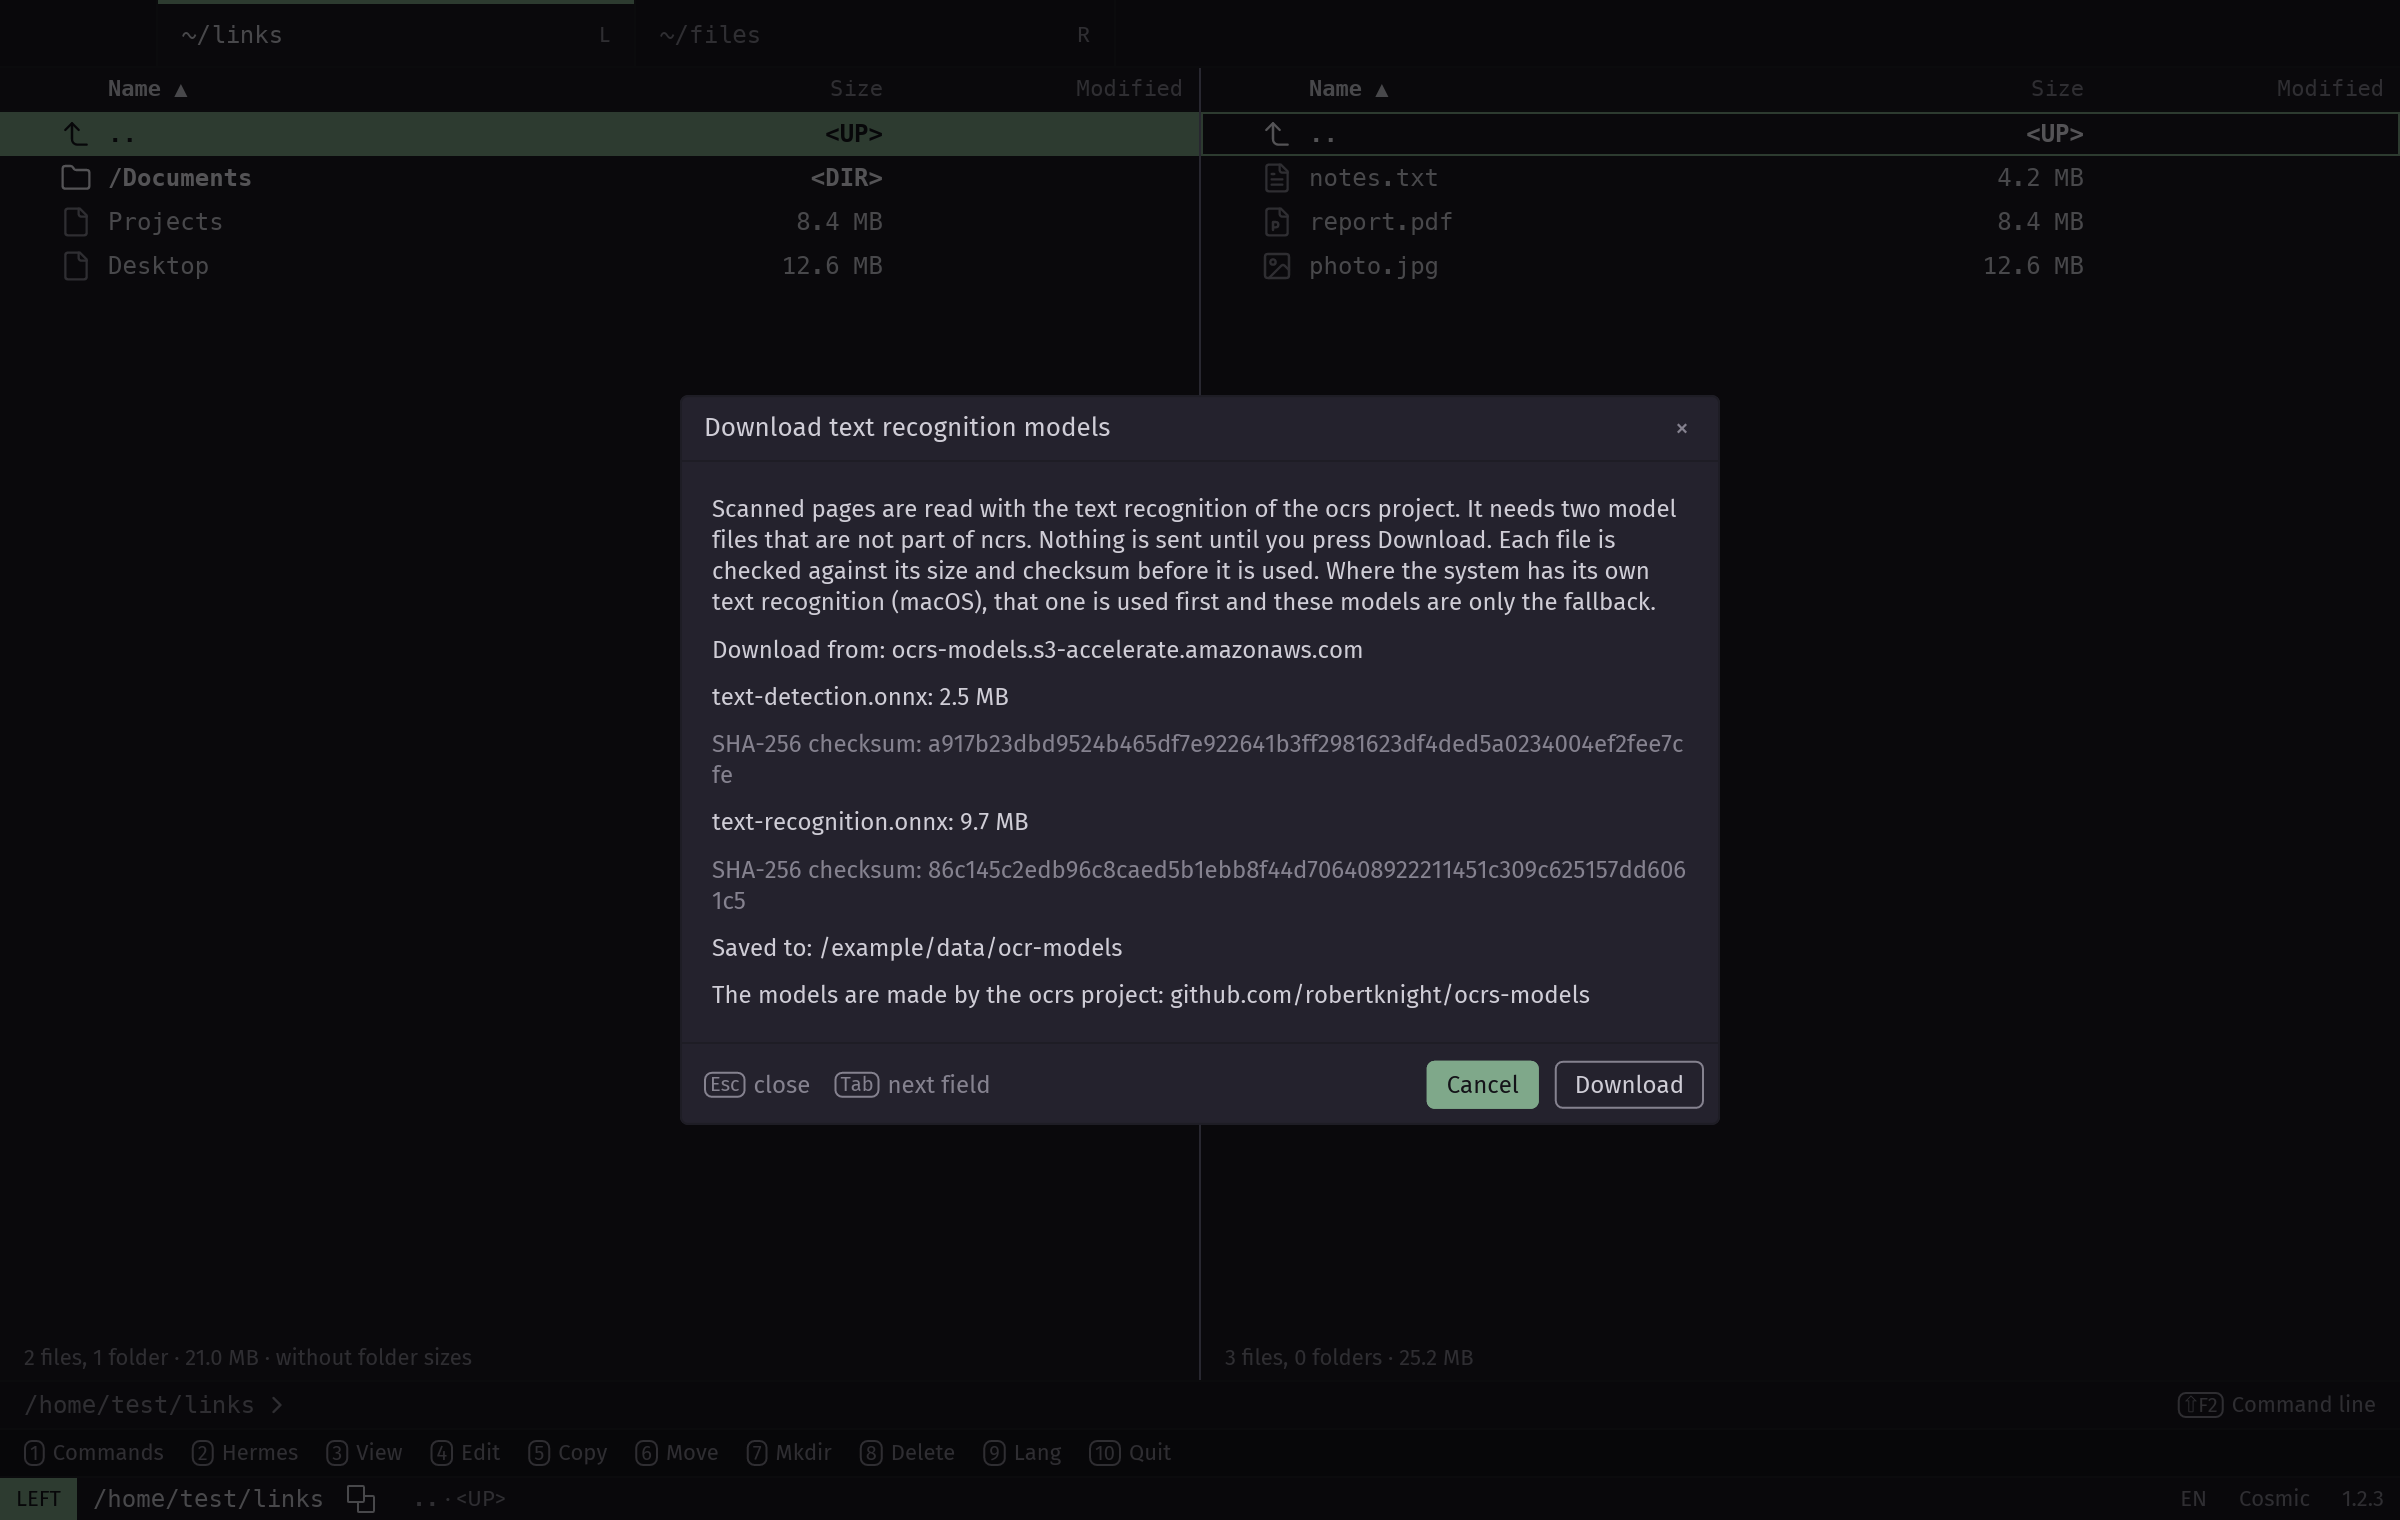 ~/links L ~/files R
Name ▲ Size Modified Name ▲ Size Modified
.. <UP> .. <UP>
/Documents <DIR> notes.txt 4.2 MB
Projects 8.4 MB report.pdf 8.4 MB
Desktop 12.6 MB photo.jpg 12.6 MB
Download text recognition models ×
Scanned pages are read with the text recognition of the ocrs project. It needs two model
files that are not part of ncrs. Nothing is sent until you press Download. Each file is
checked against its size and checksum before it is used. Where the system has its own
text recognition (macOS), that one is used first and these models are only the fallback.
Download from: ocrs-models.s3-accelerate.amazonaws.com
text-detection.onnx: 2.5 MB
SHA-256 checksum: a917b23dbd9524b465df7e922641b3ff2981623df4ded5a0234004ef2fee7c
fe
text-recognition.onnx: 9.7 MB
SHA-256 checksum: 86c145c2edb96c8caed5b1ebb8f44d706408922211451c309c625157dd606
1c5
Saved to: /example/data/ocr-models
The models are made by the ocrs project: github.com/robertknight/ocrs-models
Esc close Tab next field Cancel Download
2 files, 1 folder · 21.0 MB · without folder sizes 3 files, 0 folders · 25.2 MB
/home/test/links > ⇧F2 Command line
1 Commands 2 Hermes 3 View 4 Edit 5 Copy 6 Move 7 Mkdir 8 Delete 9 Lang 10 Quit
LEFT /home/test/links .. · <UP> EN Cosmic 1.2.3